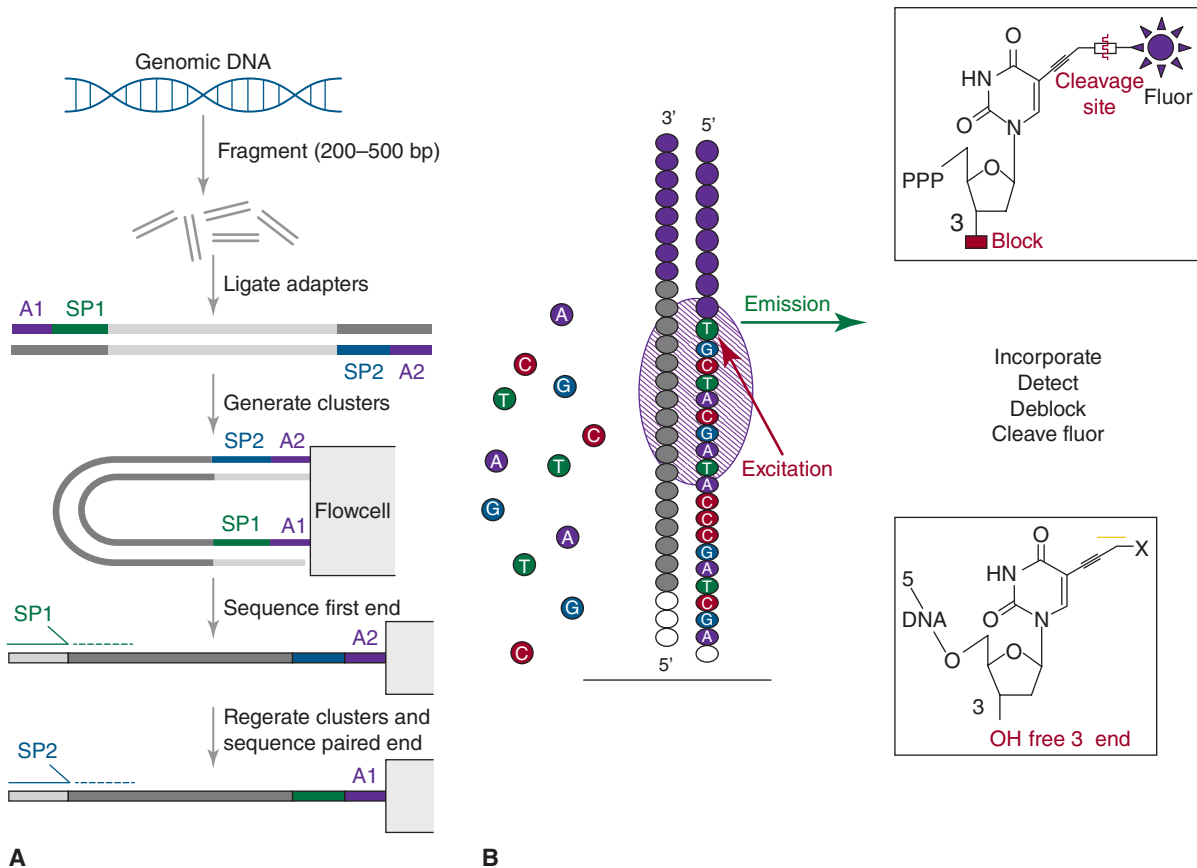 Genomic DNA
Fragment (200–500 bp)
Ligate adapters
A1 SP1
SP2 A2
Generate clusters
SP2 A2
SP1 A1
Flowcell
Sequence first end
SP1
A2
Regerate clusters and
sequence paired end
SP2
A1
A
3’ 5’
A
C
G
T
C
A
T
G
A
T
G
C
T
G
C
T
A
C
G
A
T
A
C
C
C
G
A
T
C
G
A
5’
Emission
Excitation
B
O
NH
O
N
Cleavage
site
Fluor
PPP
O
3
Block
Incorporate
Detect
Deblock
Cleave fluor
O
X
NH
5
O
N
DNA
O
O
3
OH free 3 end